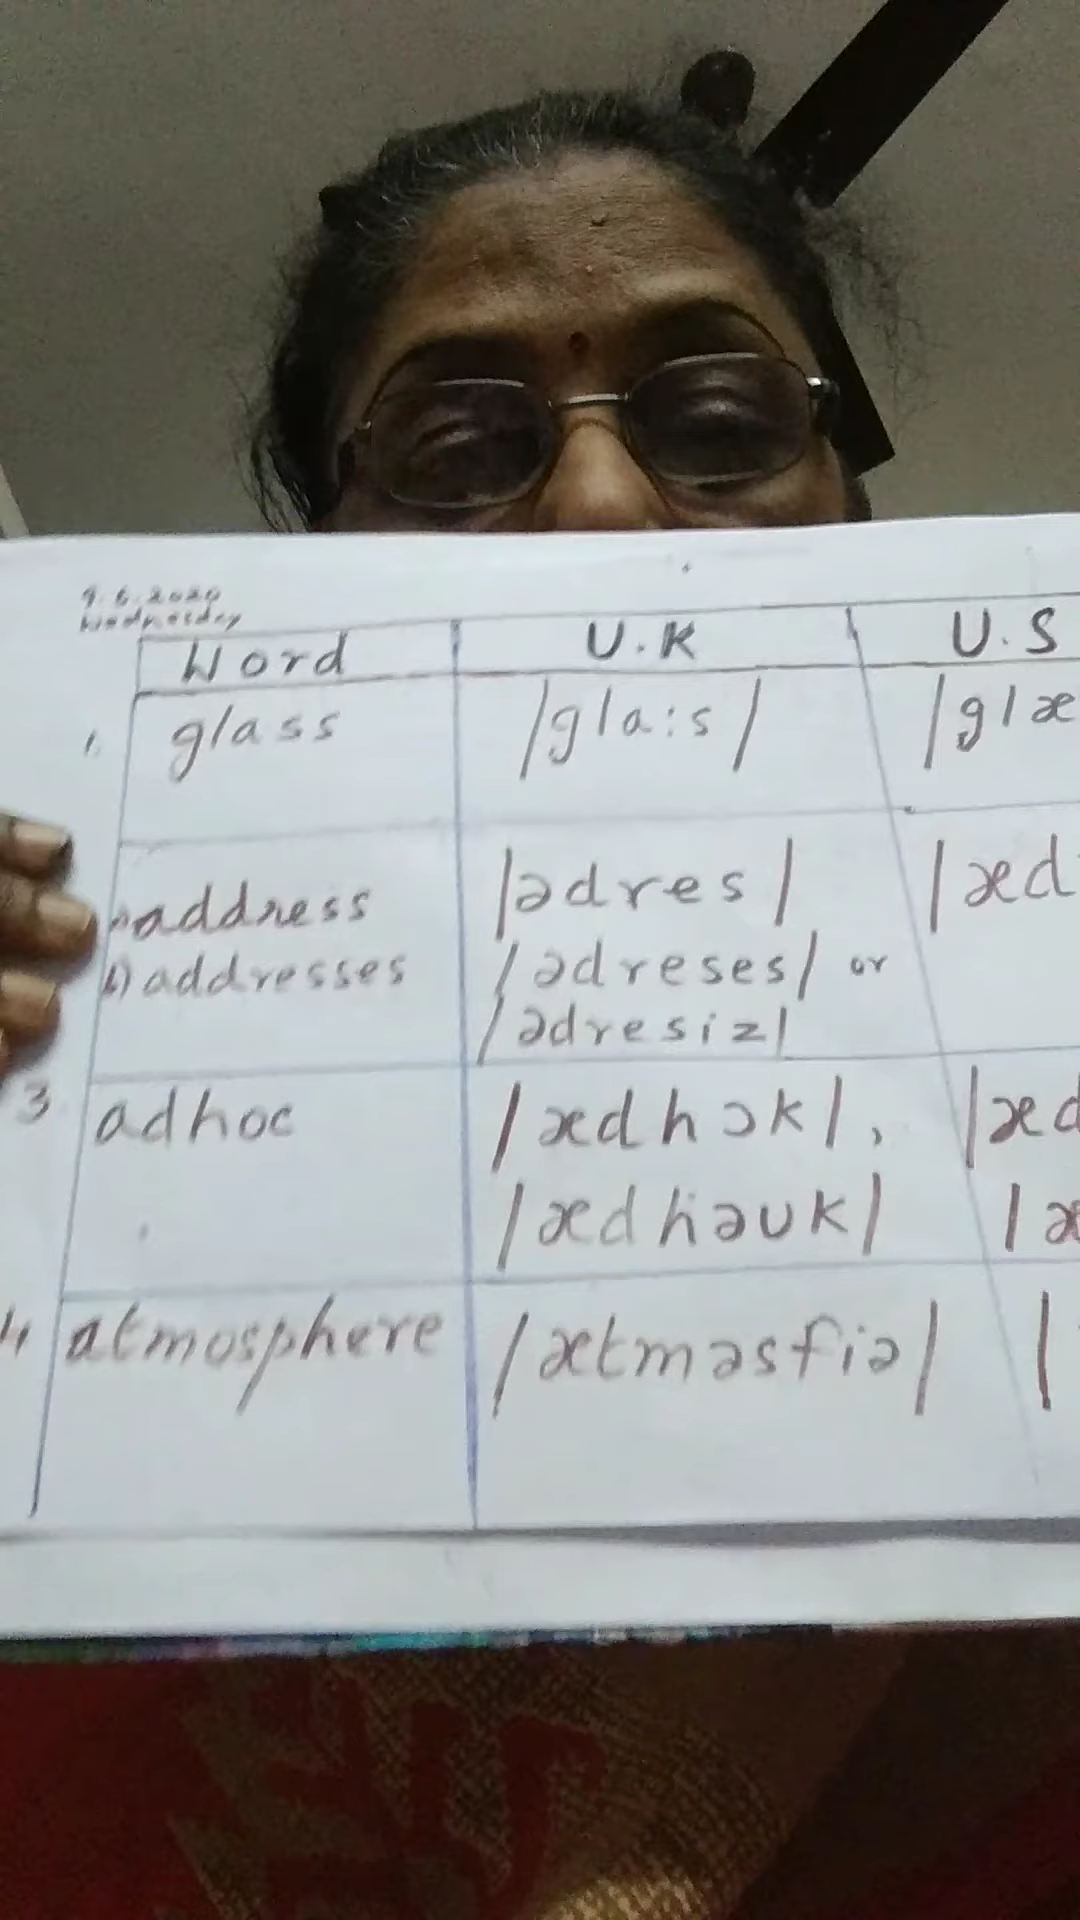 9.6.2020
Wednesday
Word U.K U.S
1. glass /gla:s/ /glæ
a) address /ədres/ /æd
b) addresses /ədreses/ or
/ədresiz/
3 adhoc /ædhɔk/, /æd
/ædhəʊk/ /æ
4, atmosphere /ætməsfiə/ /